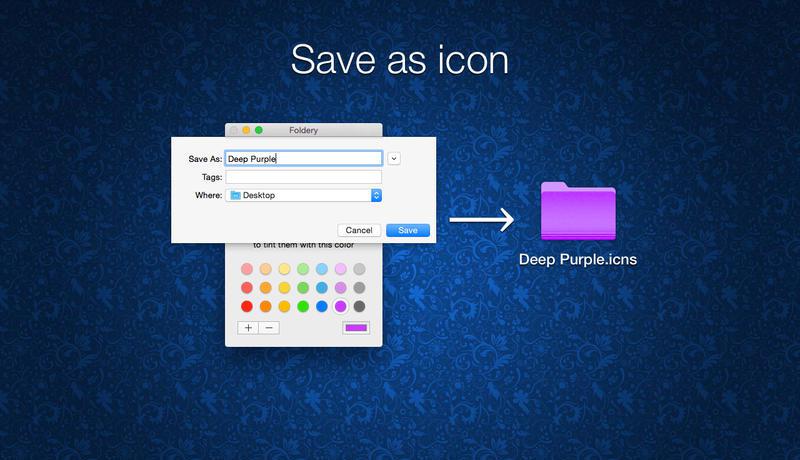 Save as icon
Foldery
Save As: Deep Purple
Tags:
Where: Desktop
Cancel Save
to tint them with this color
Deep Purple.icns